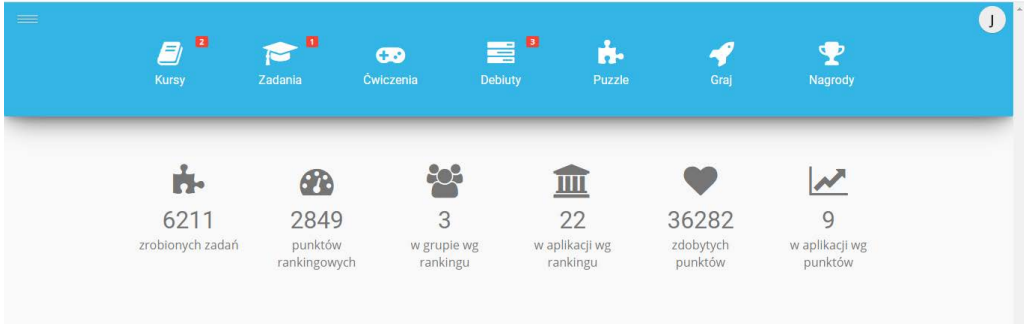 J
2
1
3
Kursy
Zadania
Ćwiczenia
Debiuty
Puzzle
Graj
Nagrody
6211
zrobionych zadań
2849
punktów
rankingowych
3
w grupie wg
rankingu
22
w aplikacji wg
rankingu
36282
zdobytych
punktów
9
w aplikacji wg
punktów